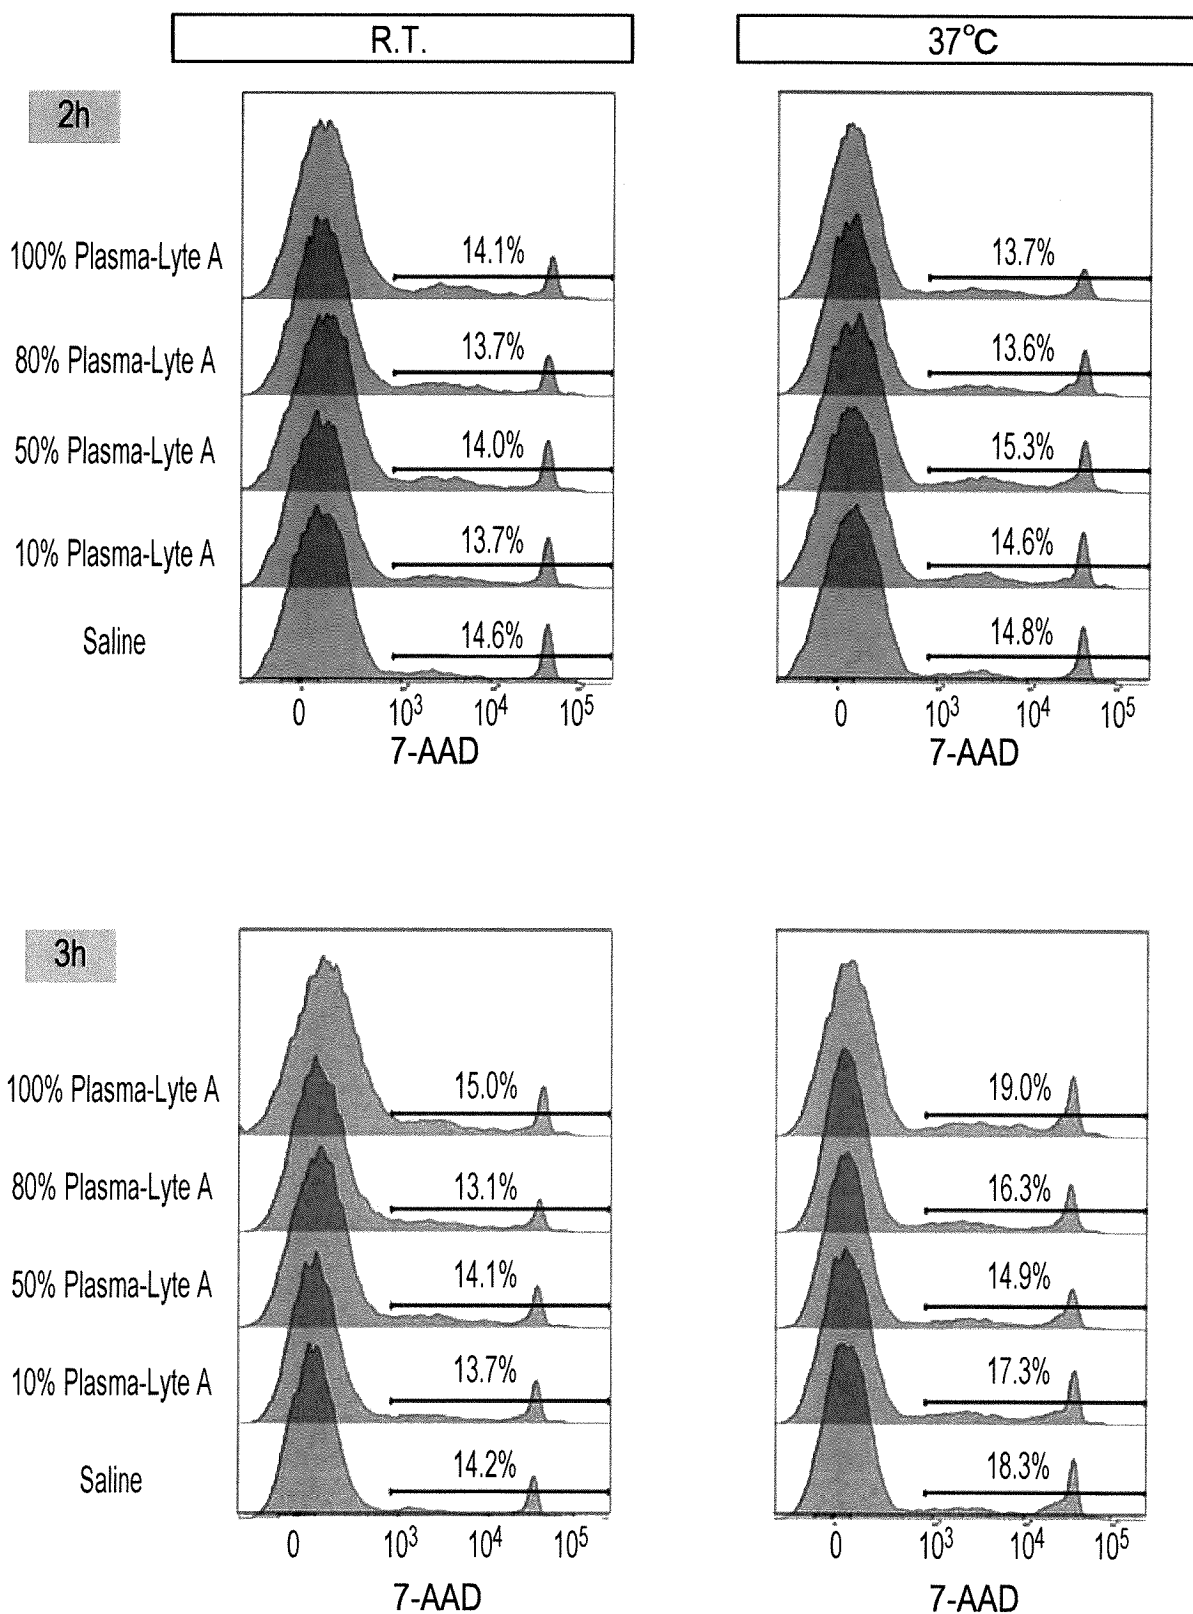 R.T. 37°C
2h
100% Plasma-Lyte A 14.1% 13.7%
80% Plasma-Lyte A 13.7% 13.6%
50% Plasma-Lyte A 14.0% 15.3%
10% Plasma-Lyte A 13.7% 14.6%
Saline 14.6% 14.8%
0 10³ 10⁴ 10⁵ 0 10³ 10⁴ 10⁵
7-AAD 7-AAD
3h
100% Plasma-Lyte A 15.0% 19.0%
80% Plasma-Lyte A 13.1% 16.3%
50% Plasma-Lyte A 14.1% 14.9%
10% Plasma-Lyte A 13.7% 17.3%
Saline 14.2% 18.3%
0 10³ 10⁴ 10⁵ 0 10³ 10⁴ 10⁵
7-AAD 7-AAD